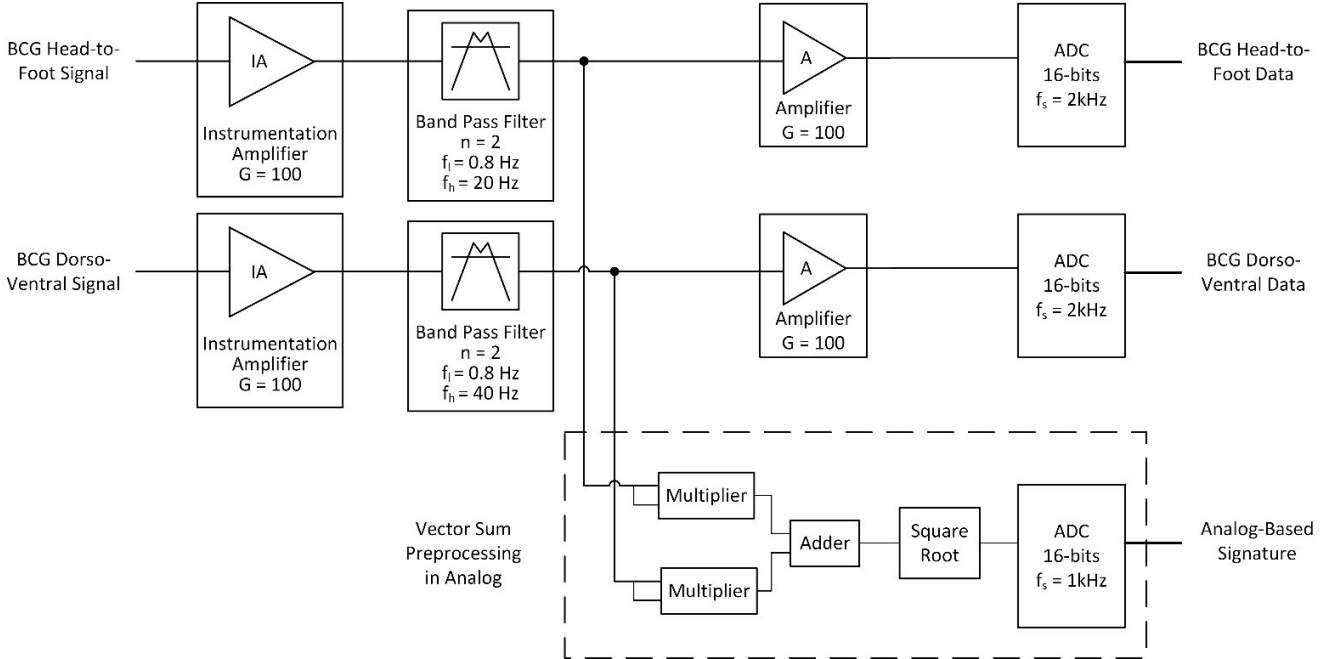 BCG Head-to-
Foot Signal
IA
Instrumentation
Amplifier
G = 100
Band Pass Filter
n = 2
fl = 0.8 Hz
fh = 20 Hz
A
Amplifier
G = 100
ADC
16-bits
fs = 2kHz
BCG Head-to-
Foot Data
BCG Dorso-
Ventral Signal
IA
Instrumentation
Amplifier
G = 100
Band Pass Filter
n = 2
fl = 0.8 Hz
fh = 40 Hz
A
Amplifier
G = 100
ADC
16-bits
fs = 2kHz
BCG Dorso-
Ventral Data
Vector Sum
Preprocessing
in Analog
Multiplier
Multiplier
Adder
Square
Root
ADC
16-bits
fs = 1kHz
Analog-Based
Signature